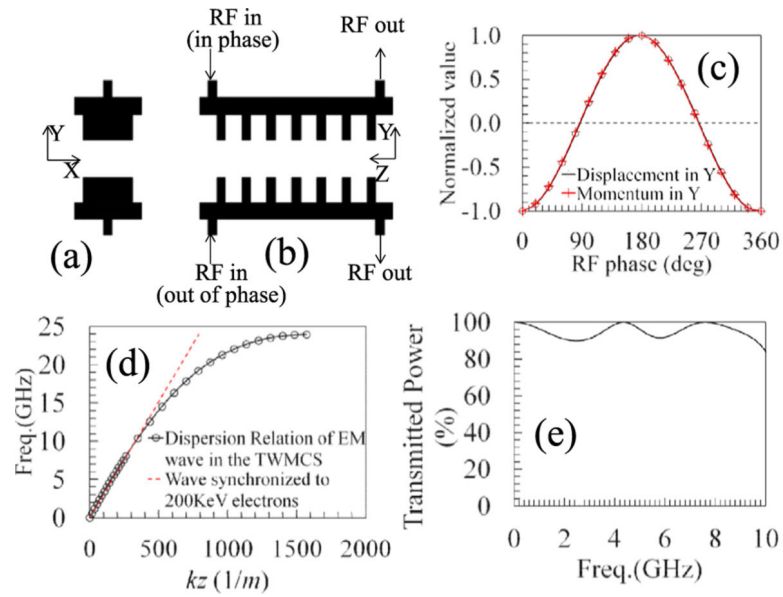 RF in
(in phase)
RF out
Y
X
(a)
Y
Z
(b)
RF in
(out of phase)
RF out
(c)
Normalized value
1.0
0.5
0.0
-0.5
-1.0
Displacement in Y
Momentum in Y
0 90 180 270 360
RF phase (deg)
(d)
Freq.(GHz)
25
20
15
10
5
0
Dispersion Relation of EM
wave in the TWMCS
Wave synchronized to
200KeV electrons
0 500 1000 1500 2000
kz (1/m)
(e)
Transmitted Power
(%)
100
80
60
40
20
0
0 2 4 6 8 10
Freq.(GHz)